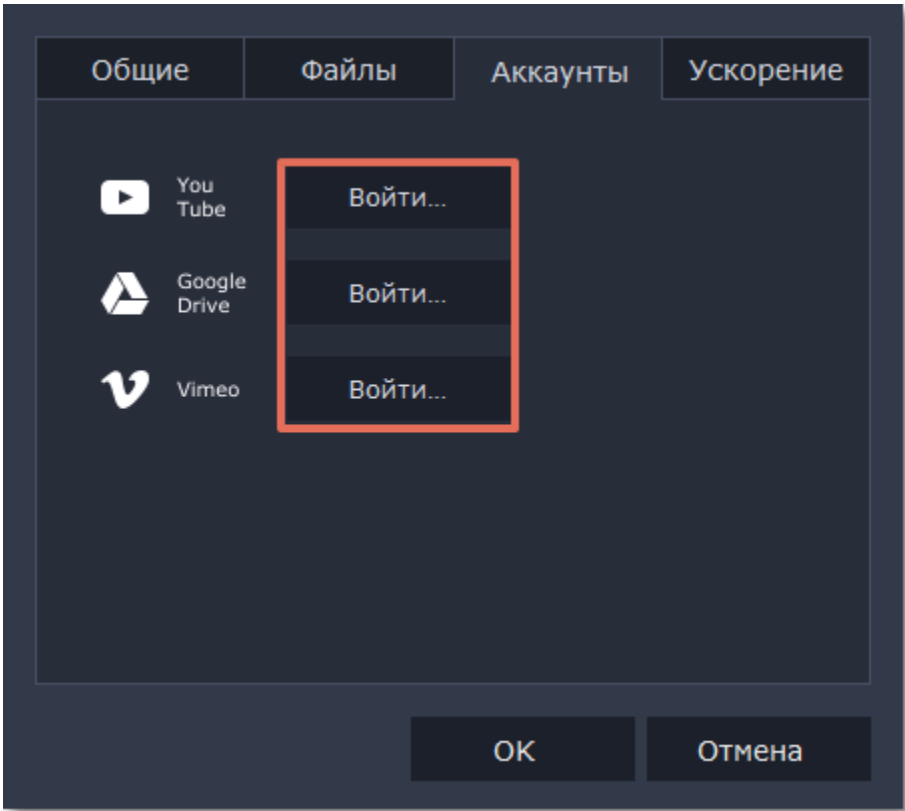 Общие
Файлы
Аккаунты
Ускорение
You
Tube
Войти...
Google
Drive
Войти...
Vimeo
Войти...
OK
Отмена